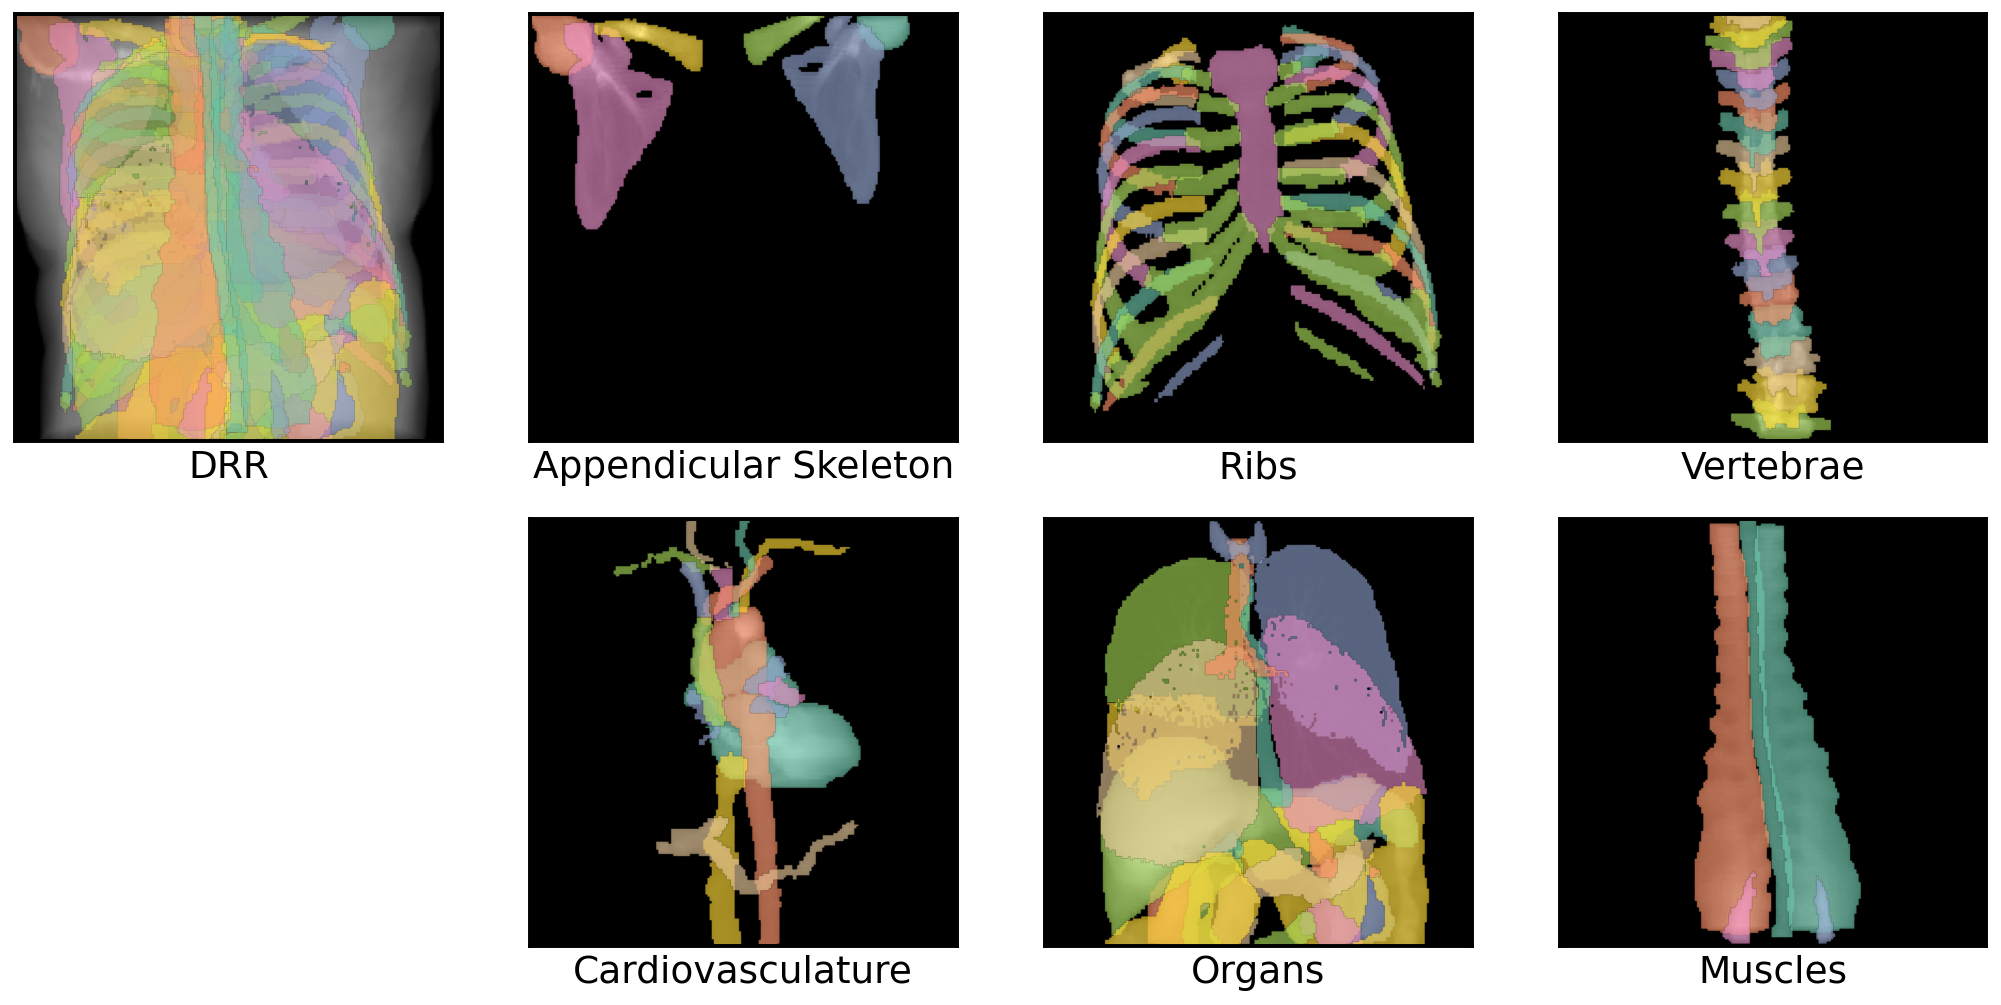 DRR
Appendicular Skeleton
Ribs
Vertebrae
Cardiovasculature
Organs
Muscles